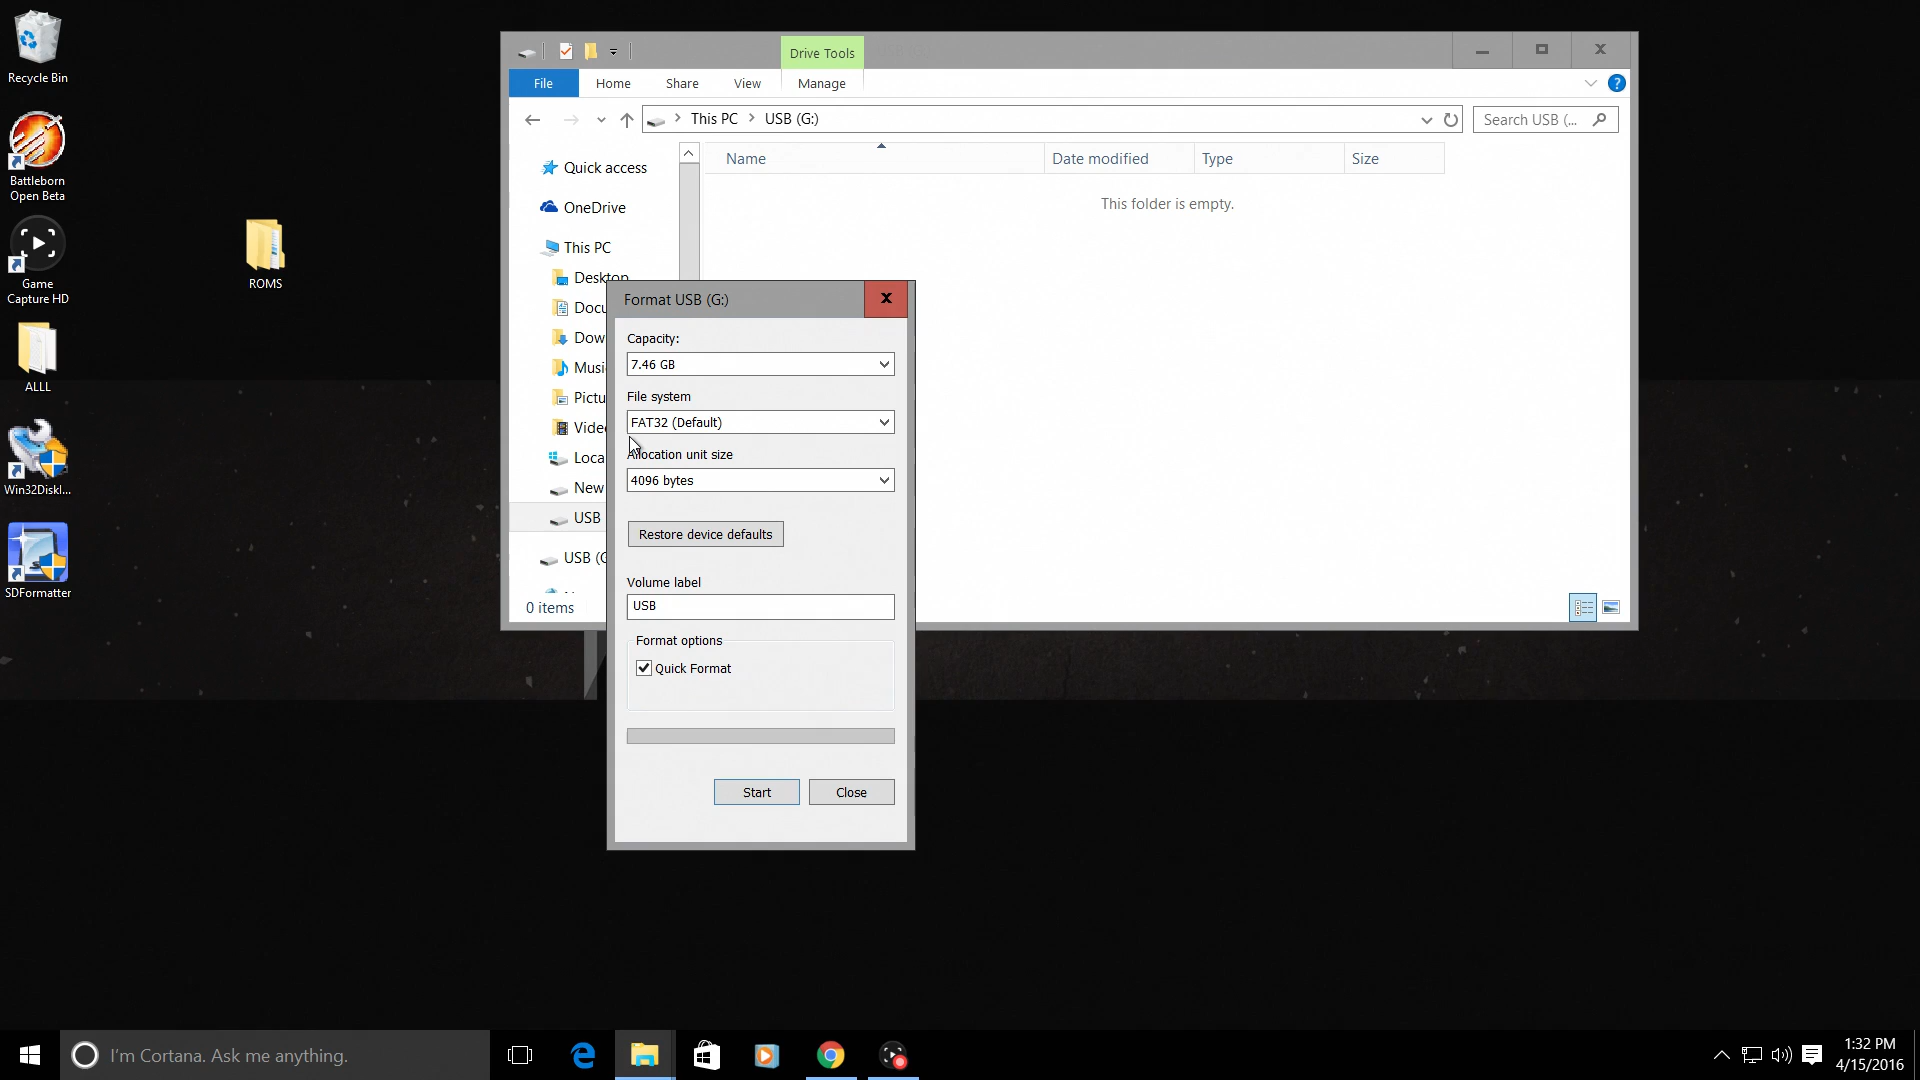 Recycle Bin
Battleborn
Open Beta
Game
Capture HD
ALLL
Win32DiskI...
SDFormatter
ROMS
Drive Tools
File
Home
Share
View
Manage
?
This PC
USB (G:)
Search USB (...
Quick access
OneDrive
This PC
Desktop
Docu
Dow
Musi
Pictu
Vide
Loca
New
USB
USB (G
0 items
Name
Date modified
Type
Size
This folder is empty.
Format USB (G:)
Capacity:
7.46 GB
File system
FAT32 (Default)
Allocation unit size
4096 bytes
Restore device defaults
Volume label
USB
Format options
Quick Format
Start
Close
I'm Cortana. Ask me anything.
1:32 PM
4/15/2016